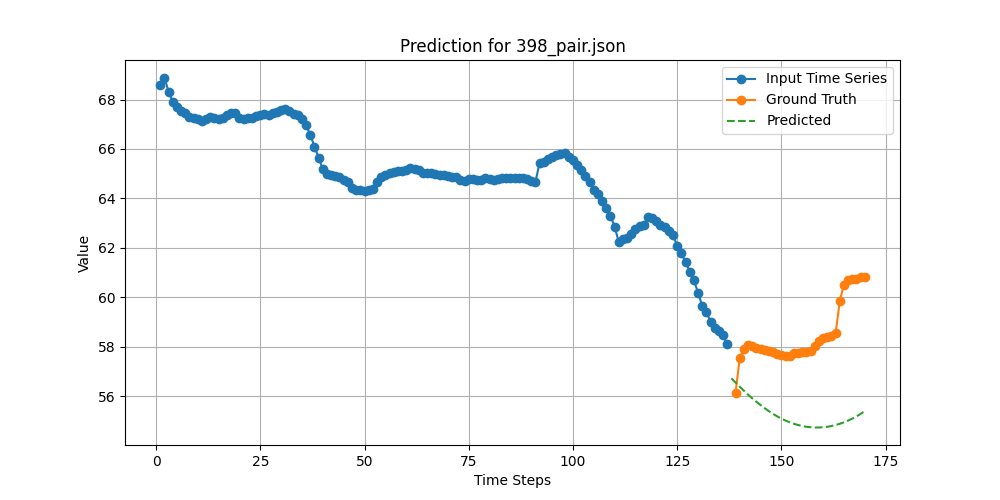 Prediction for 398_pair.json
Input Time Series
Ground Truth
Predicted
Value
68
66
64
62
60
58
56
0 25 50 75 100 125 150 175
Time Steps